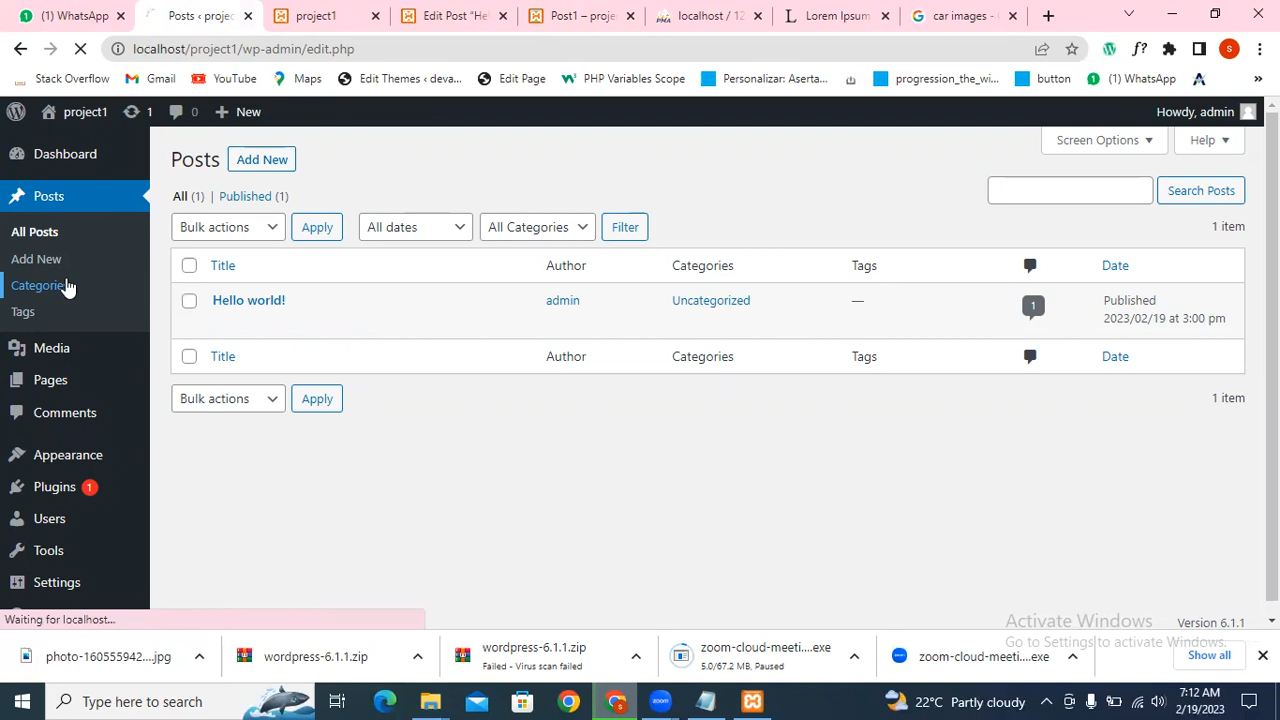 (1) WhatsApp
Posts ‹ projec
project1
Edit Post "He
Post1 – proje
localhost / 12
Lorem Ipsum
car images -
localhost/project1/wp-admin/edit.php
Stack Overflow
Gmail
YouTube
Maps
Edit Themes ‹ deva...
Edit Page
PHP Variables Scope
Personalizar: Aserta...
progression_the_wi...
button
(1) WhatsApp
project1
1
0
New
Howdy, admin
Dashboard
Posts
All Posts
Add New
Categorie
Tags
Media
Pages
Comments
Appearance
Plugins 1
Users
Tools
Settings
Posts
Add New
Screen Options
Help
All (1) | Published (1)
Search Posts
Bulk actions
Apply
All dates
All Categories
Filter
1 item
Title
Author
Categories
Tags
Date
Hello world!
admin
Uncategorized
—
1
Published
2023/02/19 at 3:00 pm
Title
Author
Categories
Tags
Date
Bulk actions
Apply
1 item
Waiting for localhost...
Activate Windows
Go to Settings to activate Windows.
Version 6.1.1
photo-160555942....jpg
wordpress-6.1.1.zip
wordpress-6.1.1.zip
Failed - Virus scan failed
zoom-cloud-meeti....exe
5.0/67.2 MB, Paused
zoom-cloud-meeti....exe
Show all
Type here to search
zoom
22°C Partly cloudy
7:12 AM
2/19/2023